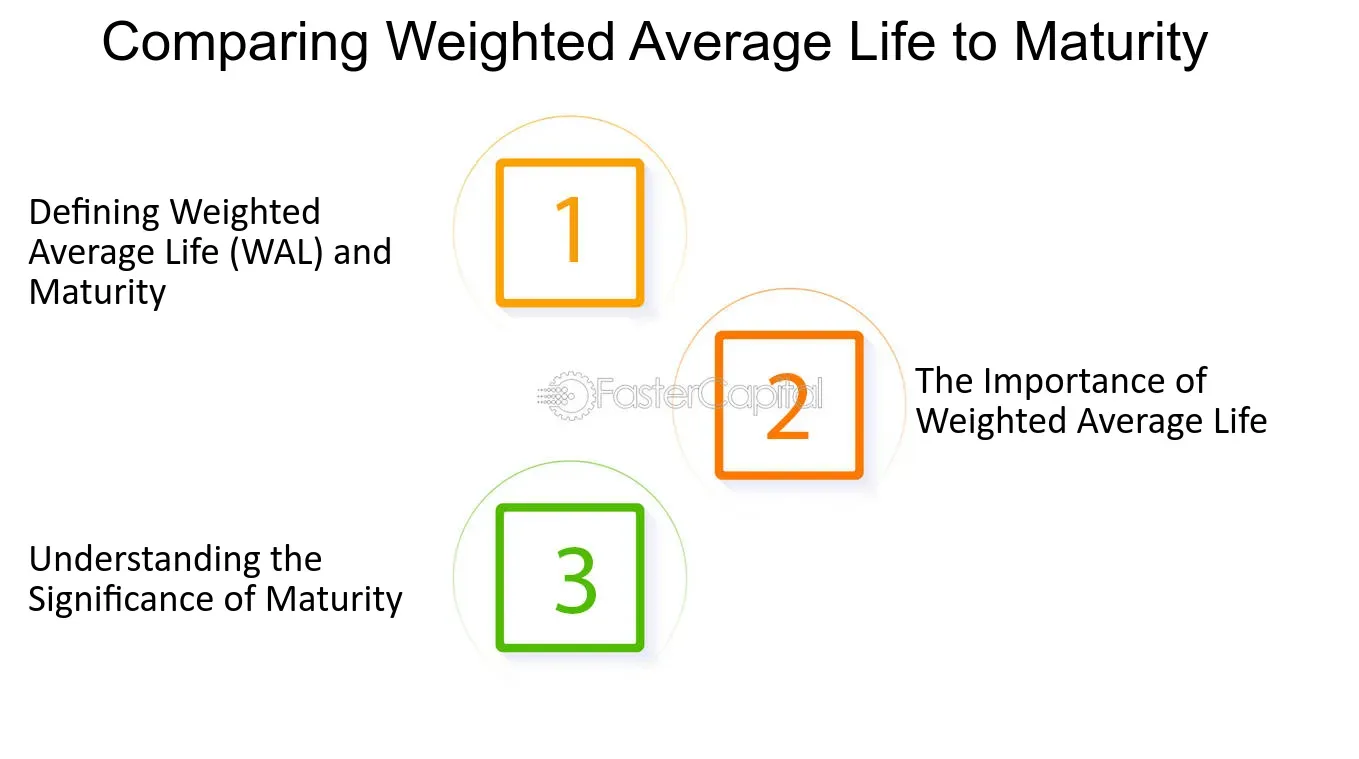 Comparing Weighted Average Life to Maturity
1
Defining Weighted
Average Life (WAL) and
Maturity
2
FasterCapital
The Importance of
Weighted Average Life
3
Understanding the
Significance of Maturity